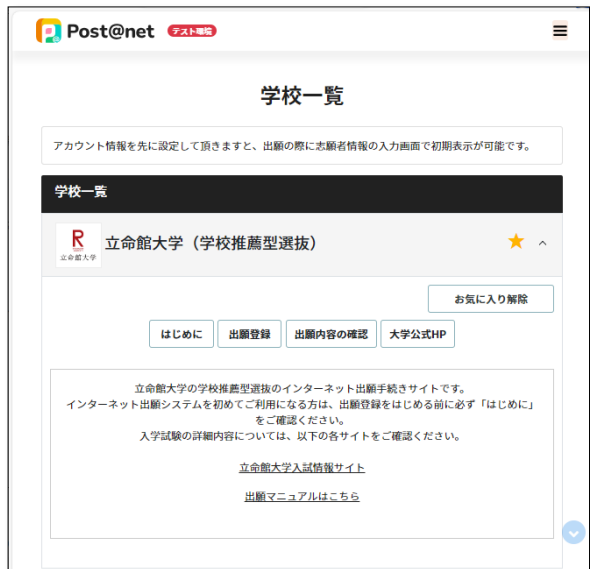 Post@net テスト環境
学校一覧
アカウント情報を先に設定して頂きますと、出願の際に志願者情報の入力画面で初期表示が可能です。
学校一覧
R
立命館大学
立命館大学（学校推薦型選抜）
お気に入り解除
はじめに 出願登録 出願内容の確認 大学公式HP
立命館大学の学校推薦型選抜のインターネット出願手続きサイトです。
インターネット出願システムを初めてご利用になる方は、出願登録をはじめる前に必ず「はじめに」
をご確認ください。
入学試験の詳細内容については、以下の各サイトをご確認ください。
立命館大学入試情報サイト
出願マニュアルはこちら